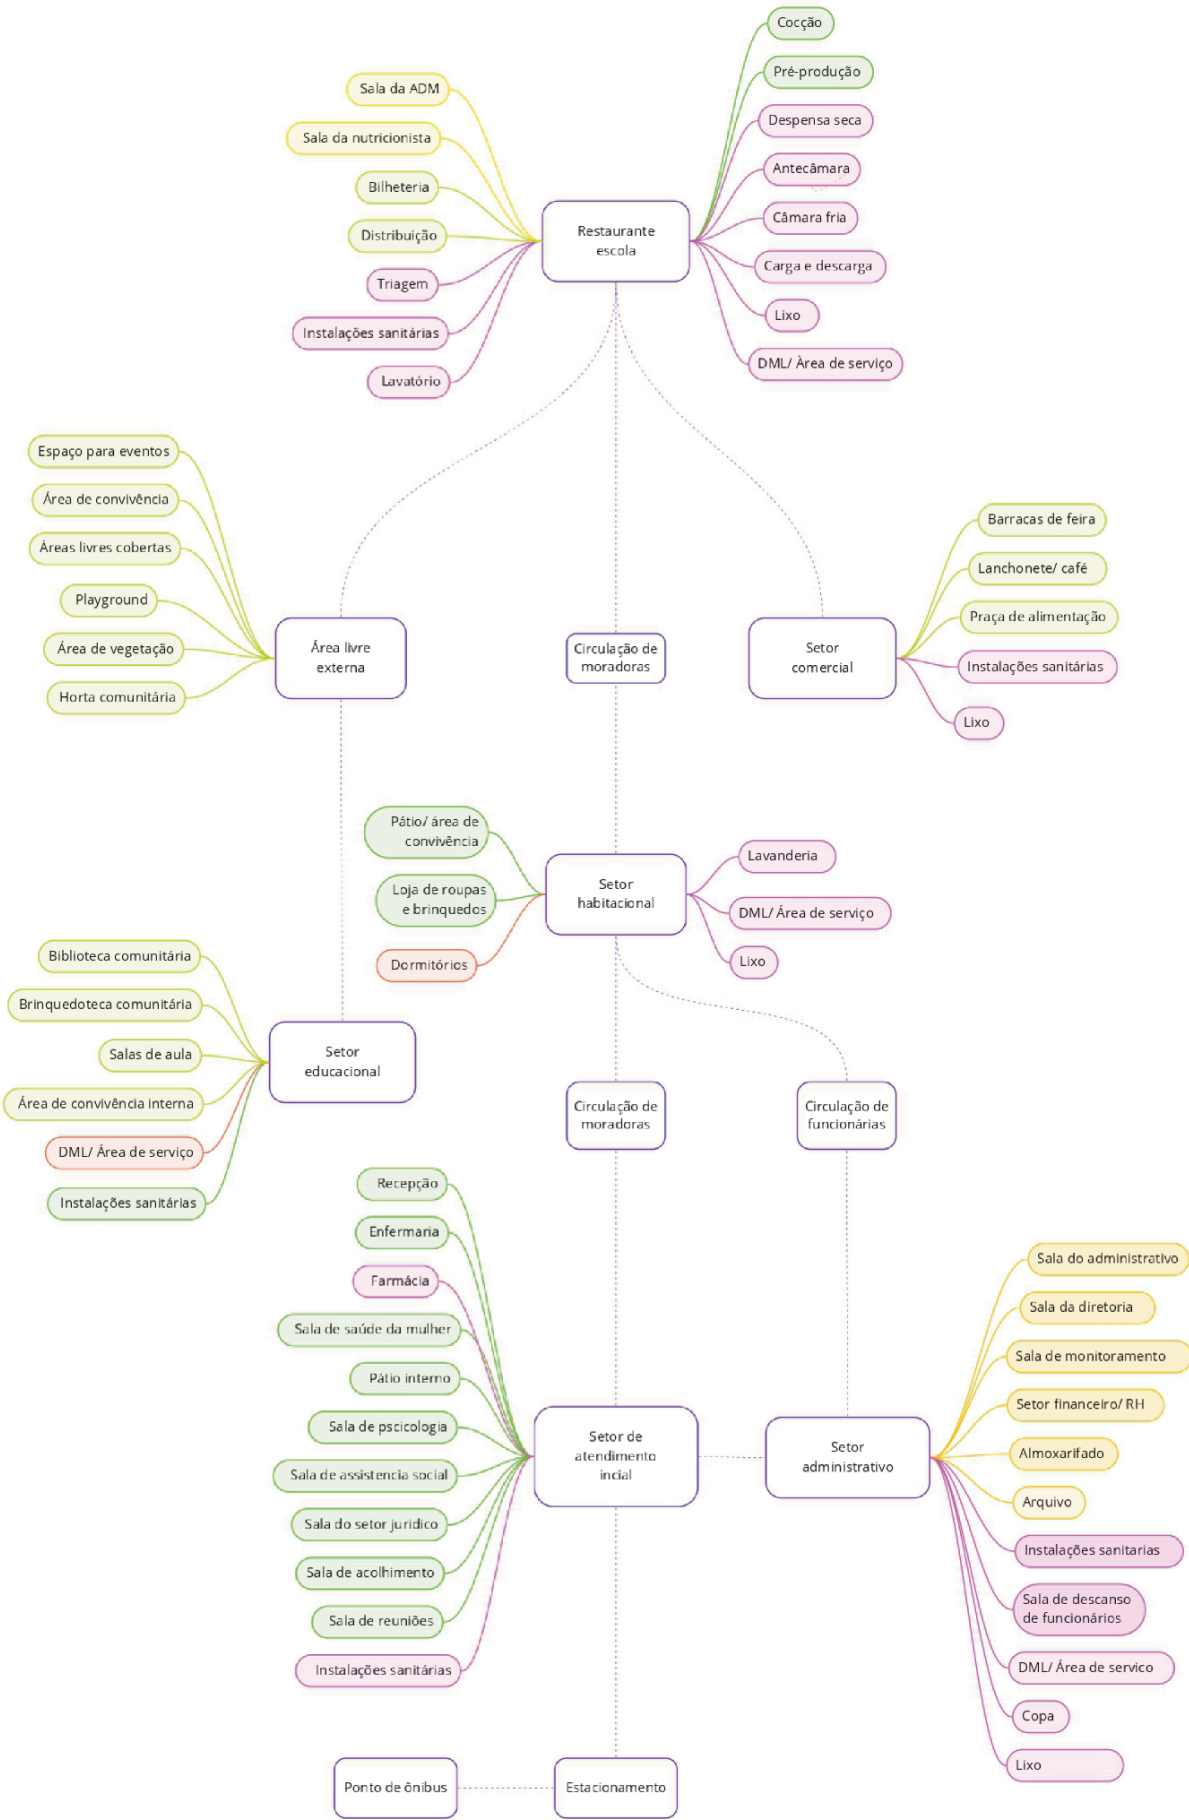 Cocção
Pré-produção
Despensa seca
Antecâmara
Câmara fria
Carga e descarga
Lixo
DML/ Àrea de serviço
Sala da ADM
Sala da nutricionista
Bilheteria
Distribuição
Triagem
Instalações sanitárias
Lavatório
Restaurante
escola
Espaço para eventos
Área de convivência
Áreas livres cobertas
Playground
Área de vegetação
Horta comunitária
Área livre
externa
Circulação de
moradoras
Setor
comercial
Barracas de feira
Lanchonete/ café
Praça de alimentação
Instalações sanitárias
Lixo
Pátio/ área de
convivência
Loja de roupas
e brinquedos
Dormitórios
Setor
habitacional
Lavanderia
DML/ Área de serviço
Lixo
Biblioteca comunitária
Brinquedoteca comunitária
Salas de aula
Área de convivência interna
DML/ Área de serviço
Instalações sanitárias
Setor
educacional
Circulação de
moradoras
Circulação de
funcionárias
Recepção
Enfermaria
Farmácia
Sala de saúde da mulher
Pátio interno
Sala de pscicologia
Sala de assistencia social
Sala do setor juridico
Sala de acolhimento
Sala de reuniões
Instalações sanitárias
Setor de
atendimento
incial
Setor
administrativo
Sala do administrativo
Sala da diretoria
Sala de monitoramento
Setor financeiro/ RH
Almoxarifado
Arquivo
Instalações sanitarias
Sala de descanso
de funcionários
DML/ Área de servico
Copa
Lixo
Ponto de ônibus
Estacionamento